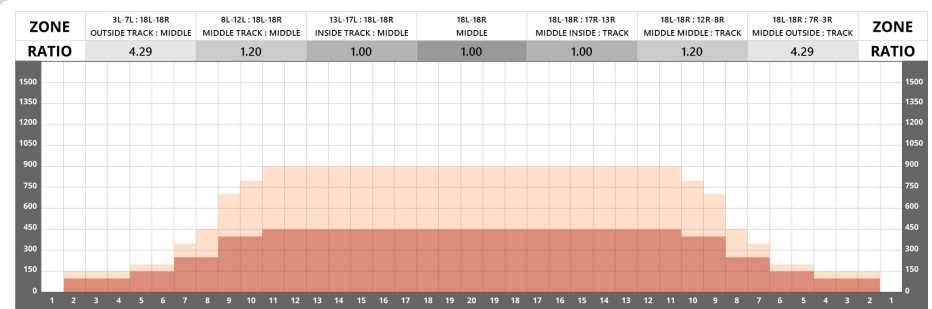 ZONE 3L-7L : 18L-18R 8L-12L : 18L-18R 13L-17L : 18L-18R 18L-18R 18L-18R : 17R-13R 18L-18R : 12R-8R 18L-18R : 7R-3R ZONE
OUTSIDE TRACK : MIDDLE MIDDLE TRACK : MIDDLE INSIDE TRACK : MIDDLE MIDDLE MIDDLE INSIDE : TRACK MIDDLE MIDDLE : TRACK MIDDLE OUTSIDE : TRACK
RATIO 4.29 1.20 1.00 1.00 1.00 1.20 4.29 RATIO
1500 1500
1350 1350
1200 1200
1050 1050
900 900
750 750
600 600
450 450
300 300
150 150
0 0
1 2 3 4 5 6 7 8 9 10 11 12 13 14 15 16 17 18 19 20 19 18 17 16 15 14 13 12 11 10 9 8 7 6 5 4 3 2 1